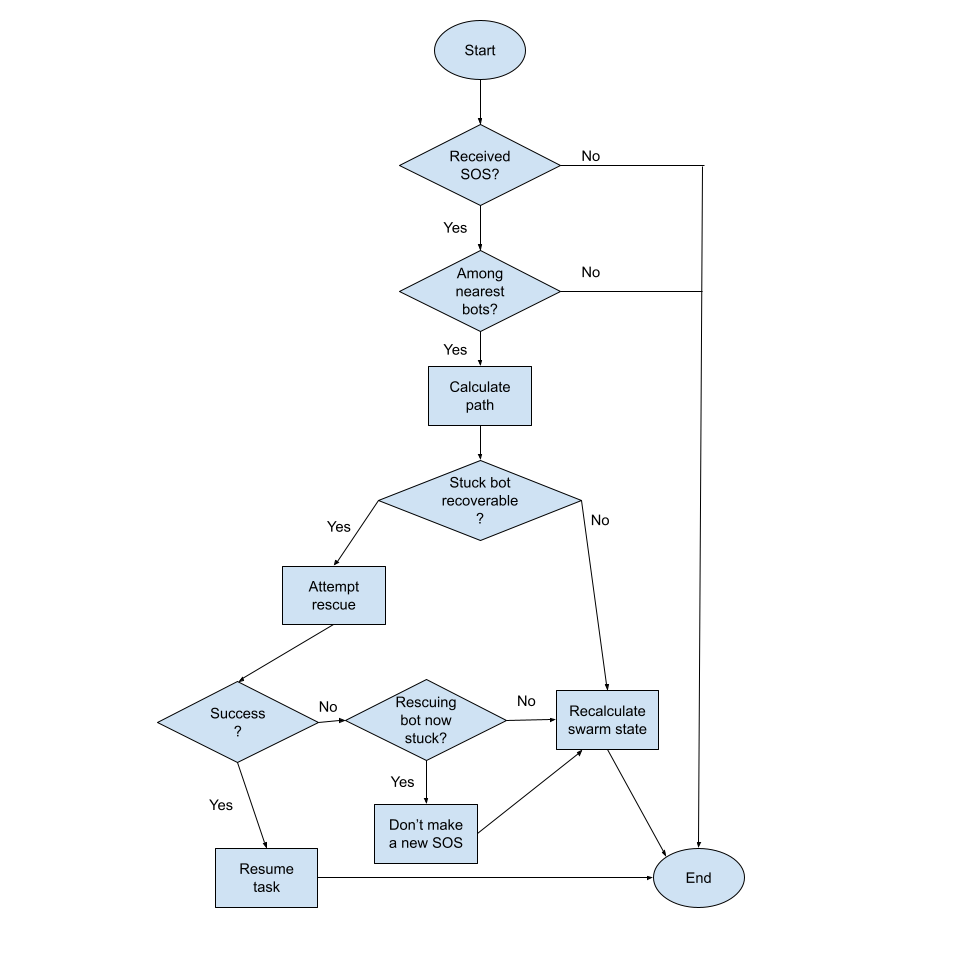 Start
Received
SOS?
No
Yes
Among
nearest
bots?
No
Yes
Calculate
path
Stuck bot
recoverable
?
Yes
No
Attempt
rescue
Success
?
No
Rescuing
bot now
stuck?
No
Recalculate
swarm state
Yes
Yes
Don't make
a new SOS
Resume
task
End